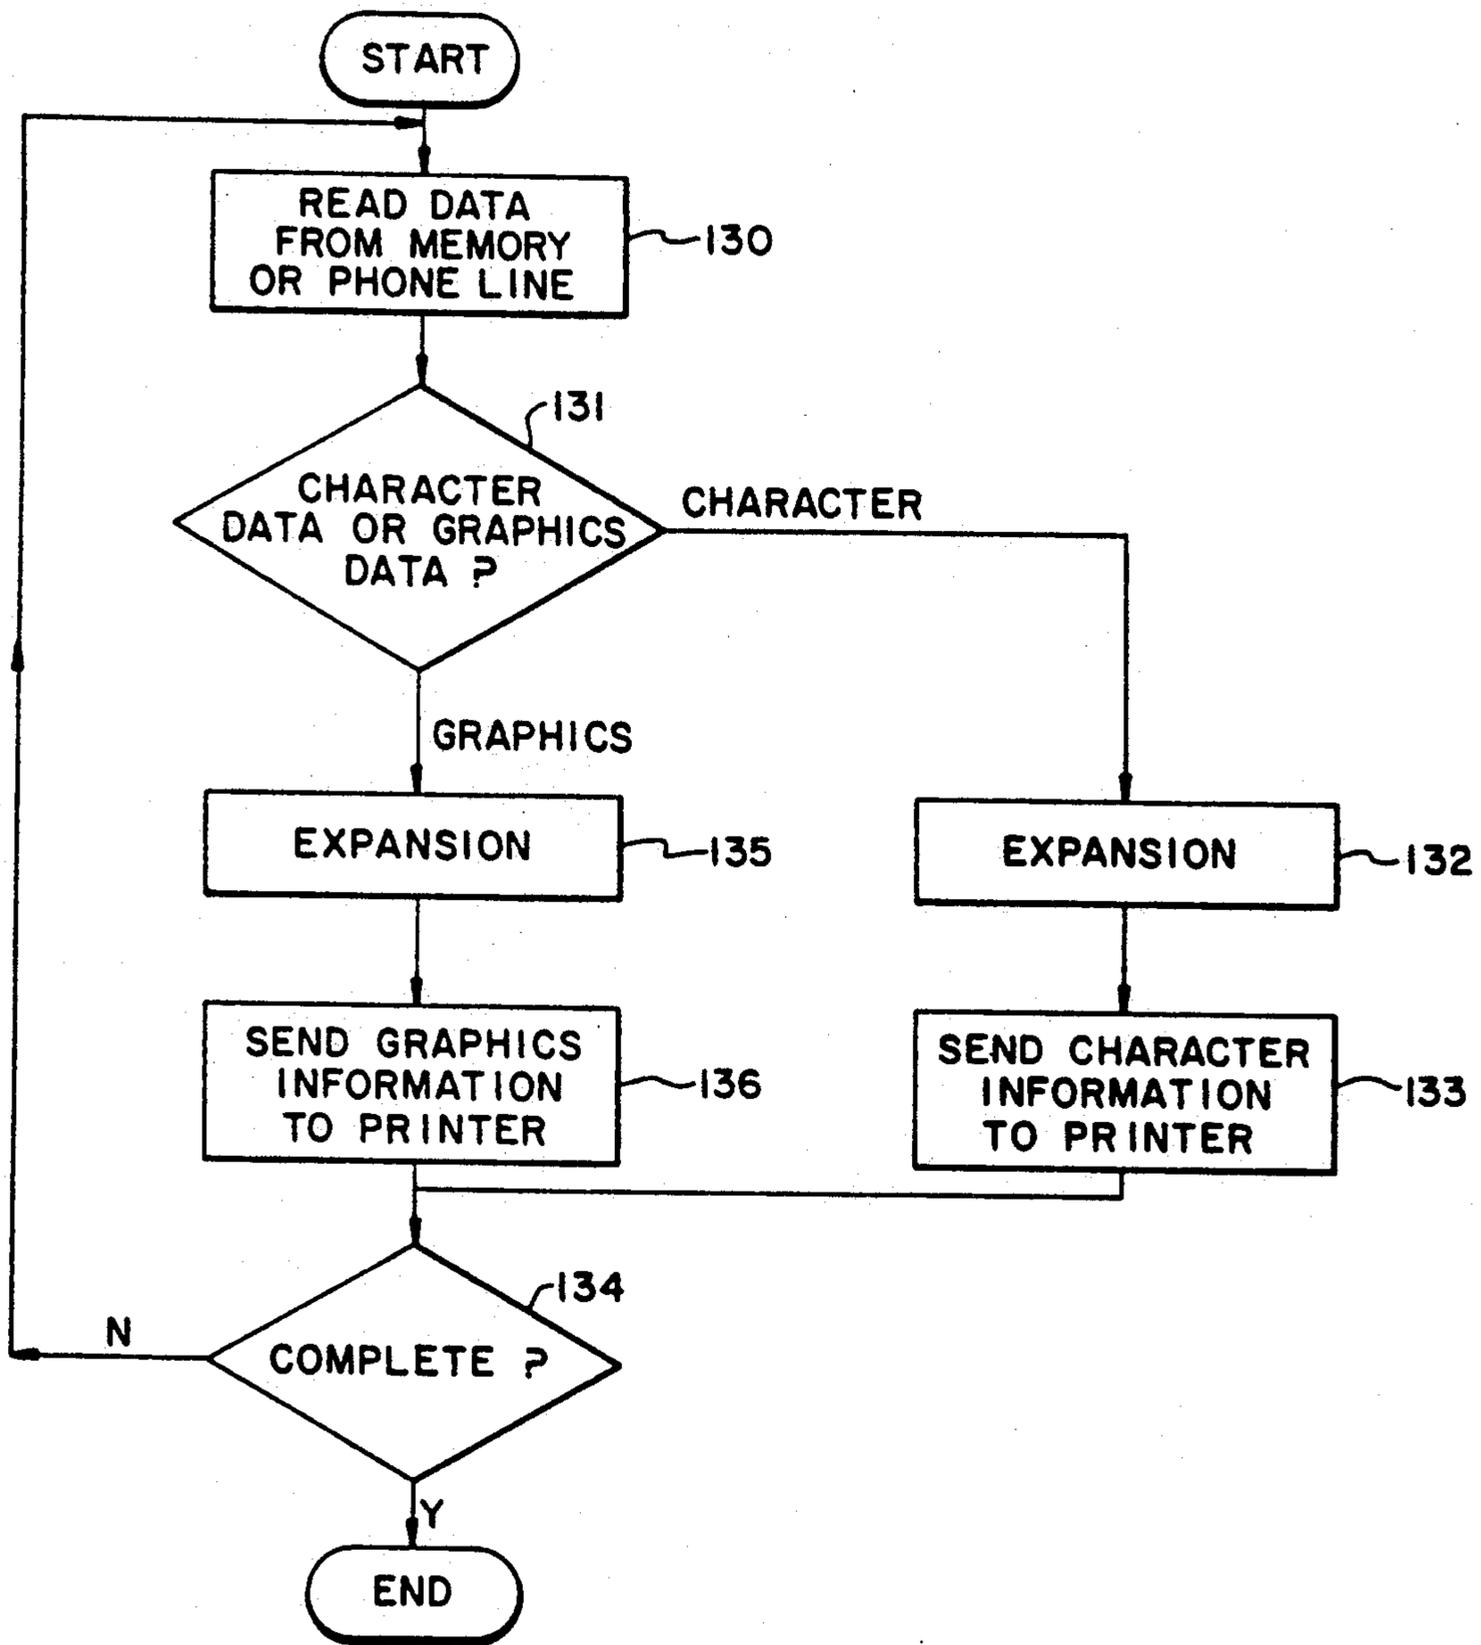 START
READ DATA
FROM MEMORY
OR PHONE LINE
130
131
CHARACTER
DATA OR GRAPHICS
DATA ?
CHARACTER
GRAPHICS
EXPANSION
135
EXPANSION
132
SEND GRAPHICS
INFORMATION
TO PRINTER
136
SEND CHARACTER
INFORMATION
TO PRINTER
133
134
COMPLETE ?
N
Y
END